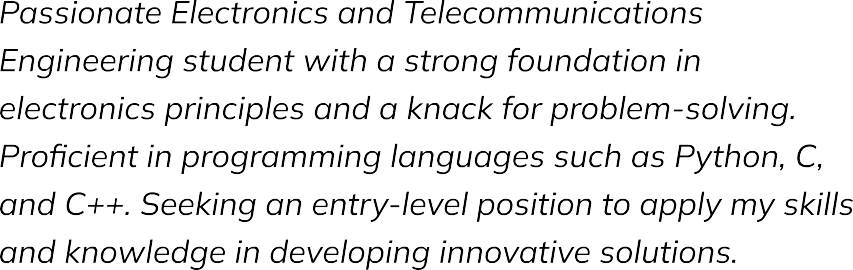 Passionate Electronics and Telecommunications
Engineering student with a strong foundation in
electronics principles and a knack for problem-solving.
Proficient in programming languages such as Python, C,
and C++. Seeking an entry-level position to apply my skills
and knowledge in developing innovative solutions.